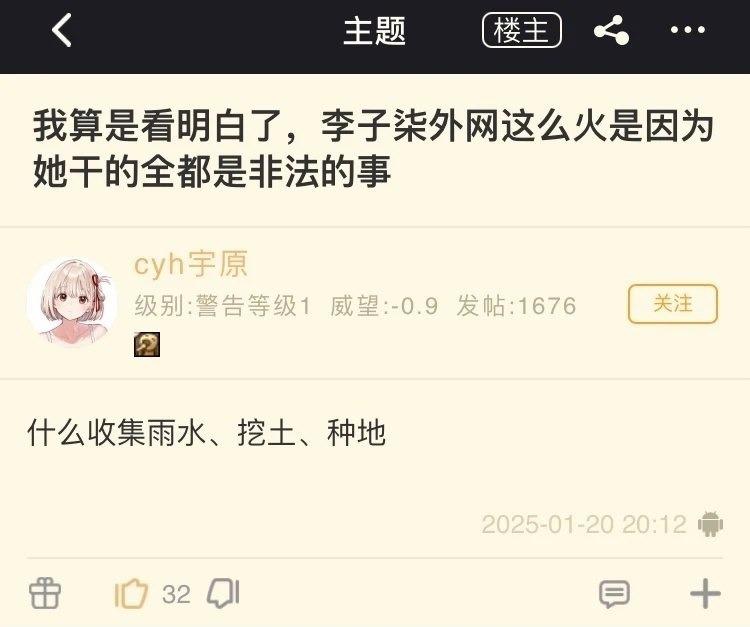 主题
楼主
我算是看明白了，李子柒外网这么火是因为
她干的全都是非法的事
cyh宇原
级别:警告等级1 威望:-0.9 发帖:1676
关注
什么收集雨水、挖土、种地
2025-01-20 20:12
32